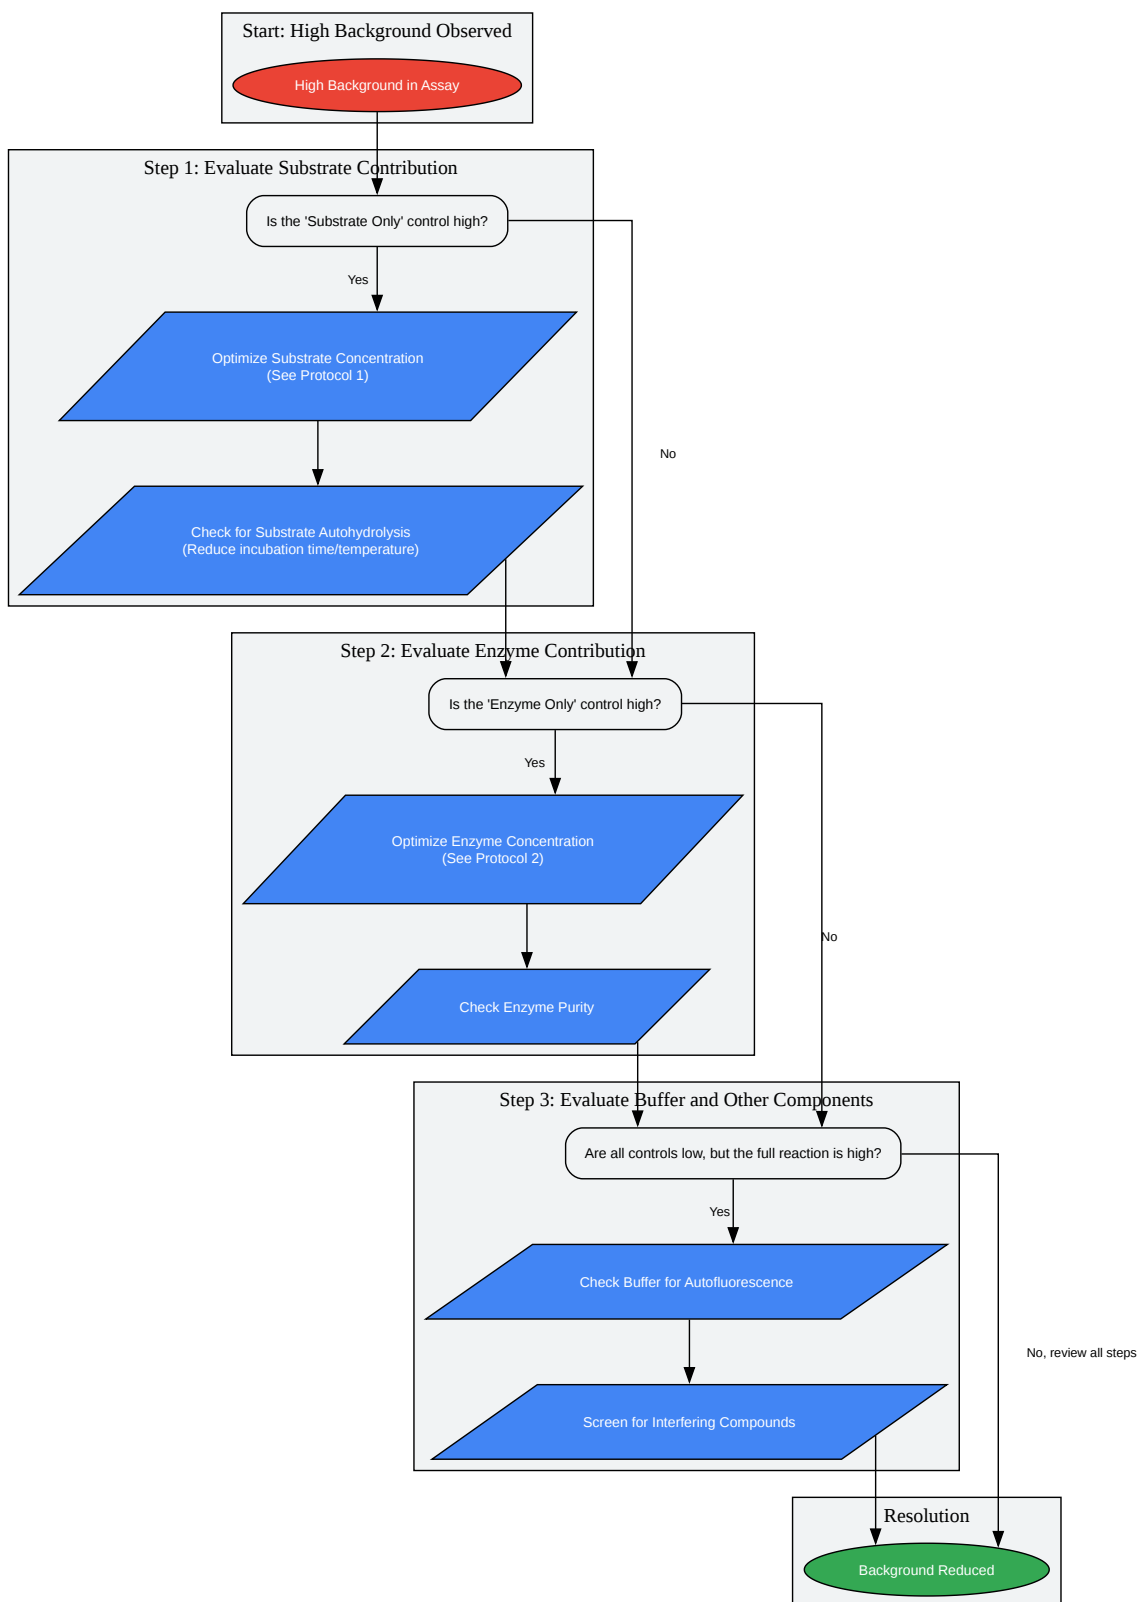 Start: High Background Observed
High Background in Assay
Step 1: Evaluate Substrate Contribution
Is the 'Substrate Only' control high?
Yes
Optimize Substrate Concentration
(See Protocol 1)
No
Check for Substrate Autohydrolysis
(Reduce incubation time/temperature)
Step 2: Evaluate Enzyme Contribution
Is the 'Enzyme Only' control high?
Yes
Optimize Enzyme Concentration
(See Protocol 2)
No
Check Enzyme Purity
Step 3: Evaluate Buffer and Other Components
Are all controls low, but the full reaction is high?
Yes
Check Buffer for Autofluorescence
No, review all steps
Screen for Interfering Compounds
Resolution
Background Reduced